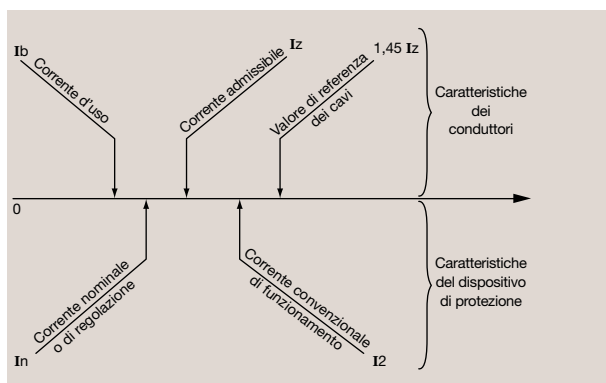 Ib
Corrente d'uso
Corrente admissibile
Iz
Valore di referenza
dei cavi
1,45 Iz
Caratteristiche
dei
conduttori
0
In
Corrente nominale
o di regolazione
Corrente convenzionale
di funzionamento
I2
Caratteristiche
del dispositivo
di protezione